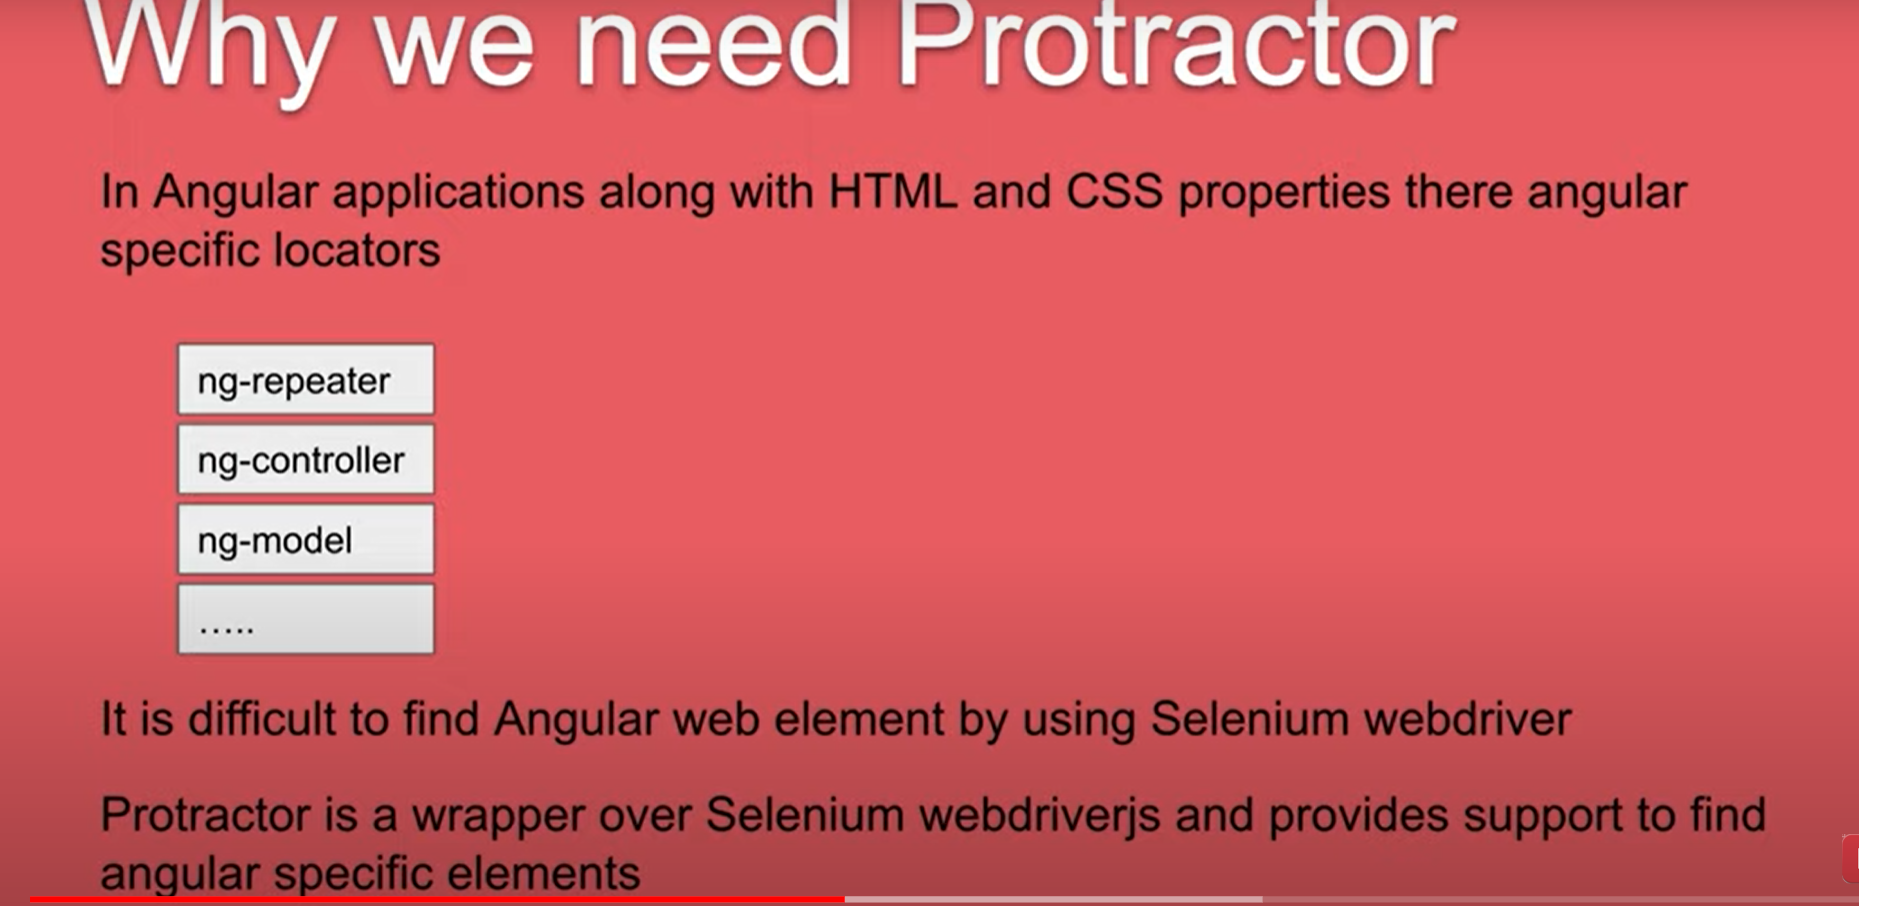 Why we need Protractor
In Angular applications along with HTML and CSS properties there angular
specific locators
ng-repeater
ng-controller
ng-model
.....
It is difficult to find Angular web element by using Selenium webdriver
Protractor is a wrapper over Selenium webdriverjs and provides support to find
angular specific elements